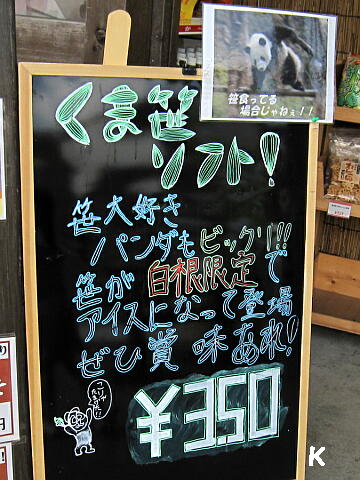 笹食ってる
場合じゃねぇ!!
くま笹
ソフト!
笹大好き
パンダもビックリ!!
白根限定で
笹が
アイスになって登場
ぜひ賞味あれ!
¥350
K